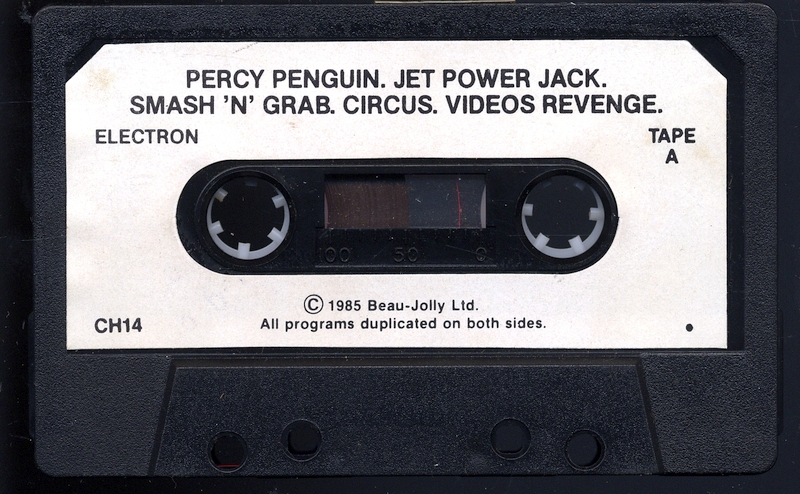 PERCY PENGUIN. JET POWER JACK.
SMASH 'N' GRAB. CIRCUS. VIDEOS REVENGE.
ELECTRON
TAPE
A
100 50 0
© 1985 Beau-Jolly Ltd.
CH14
All programs duplicated on both sides.